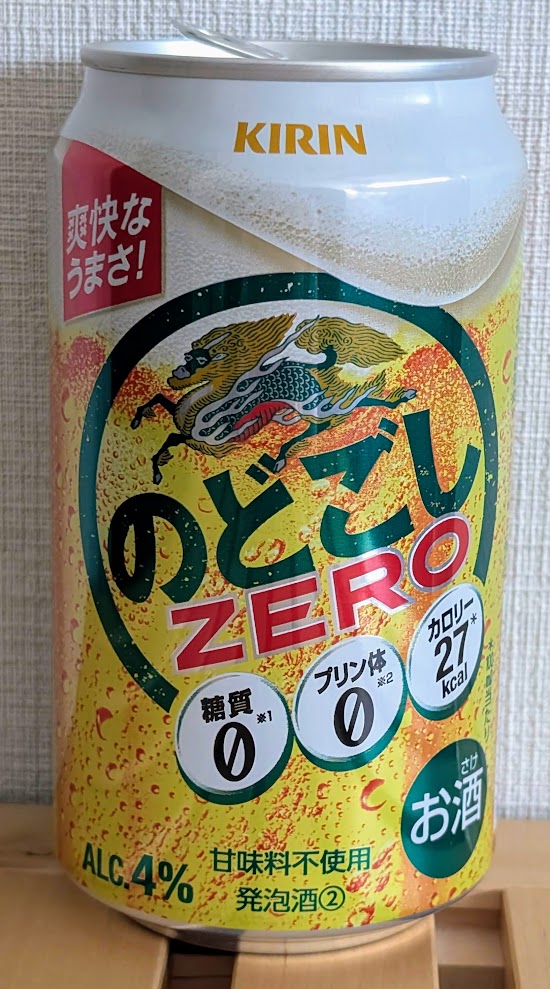 KIRIN
爽快な
うまさ!
のどごし
ZERO
糖質
0※1
プリン体
0※2
カロリー
27*
kcal
さけ
お酒
ALC.4%
甘味料不使用
発泡酒②